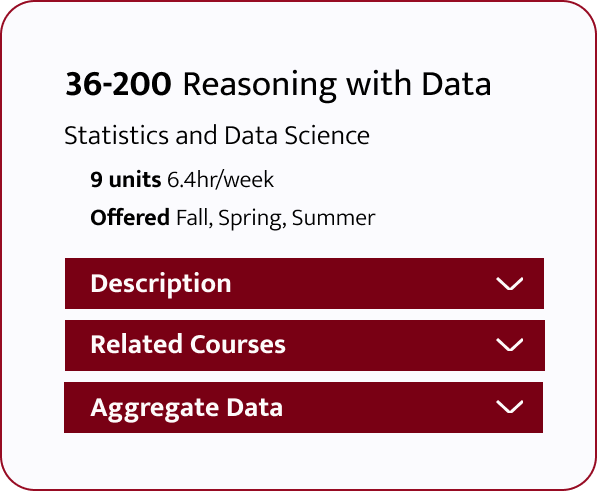 36-200 Reasoning with Data
Statistics and Data Science
9 units 6.4hr/week
Offered Fall, Spring, Summer
Description
Related Courses
Aggregate Data